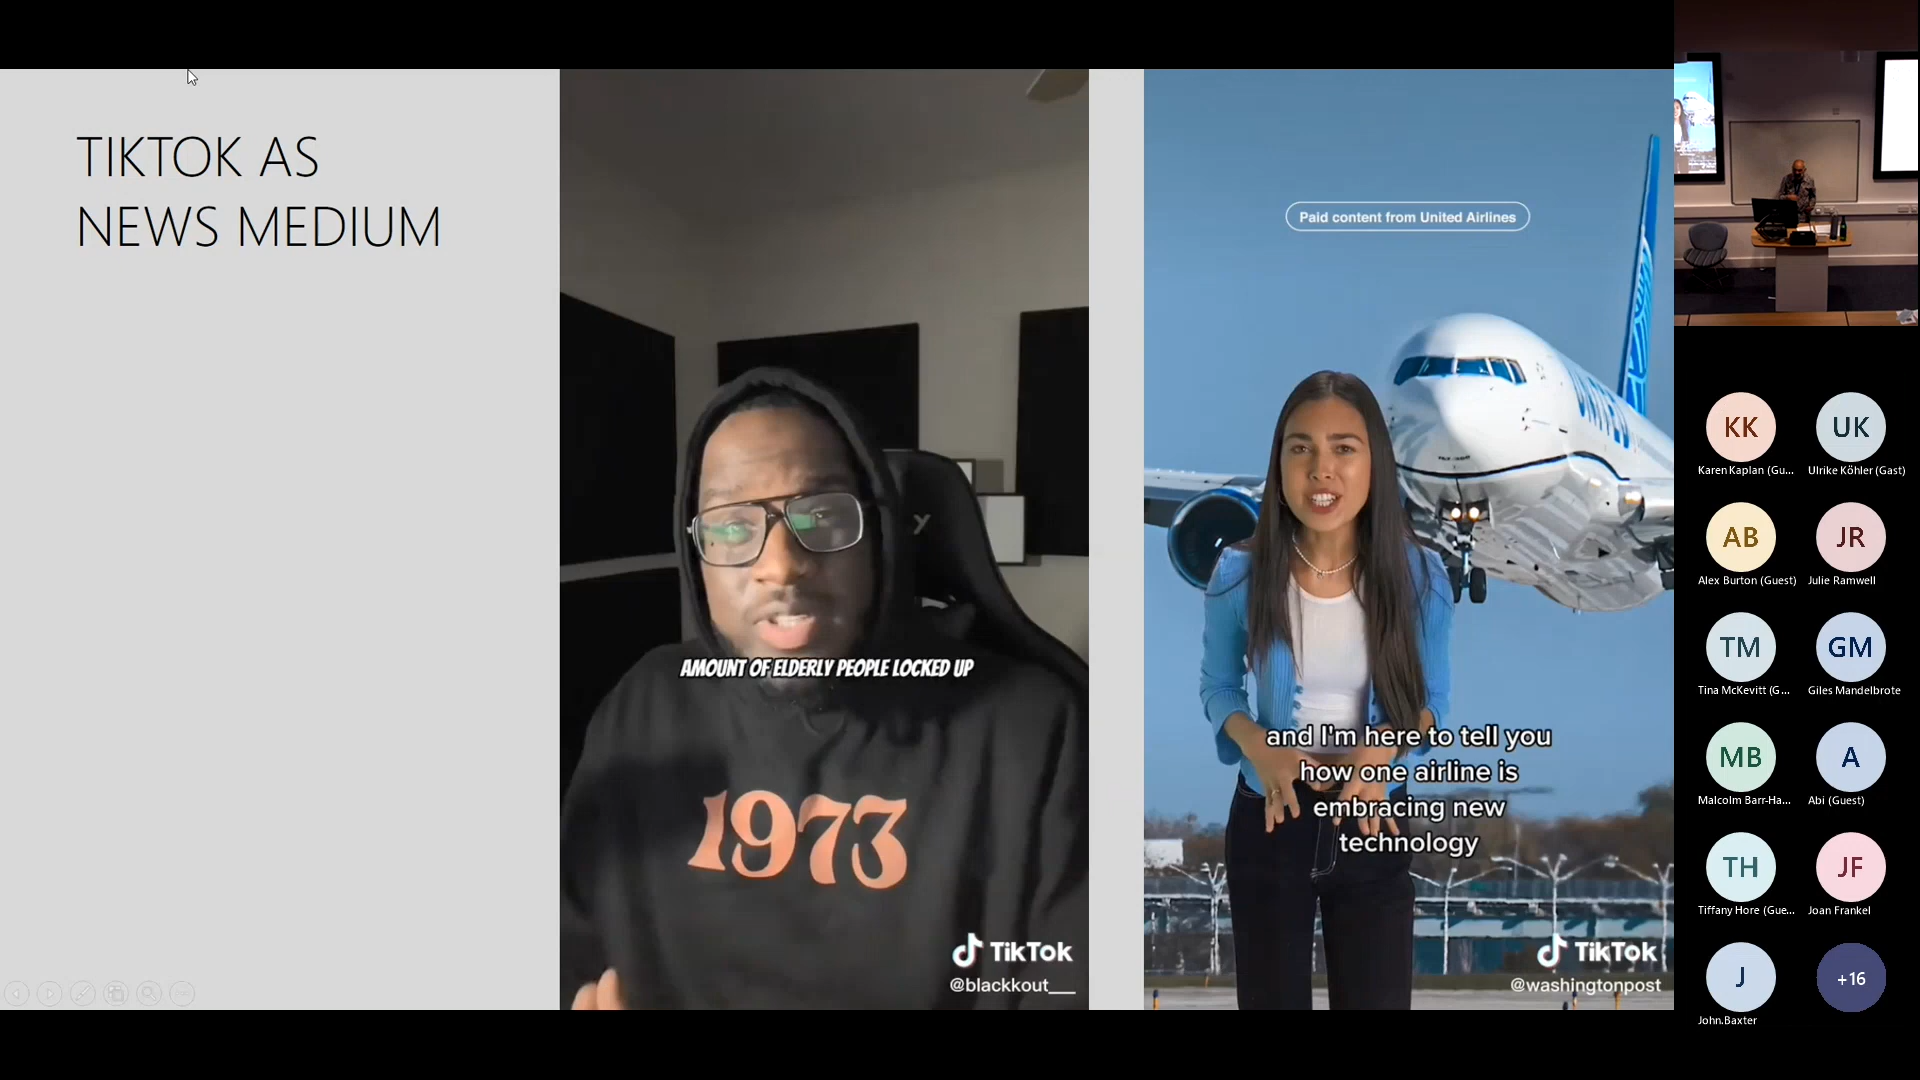 TIKTOK AS
NEWS MEDIUM
AMOUNT OF ELDERLY PEOPLE LOCKED UP
1973
TikTok
@blackkout___
Paid content from United Airlines
UNITED
and I'm here to tell you
how one airline is
embracing new
technology
TikTok
@washingtonpost
KK
Karen Kaplan (Gu...
UK
Ulrike Köhler (Gast)
AB
Alex Burton (Guest)
JR
Julie Ramwell
TM
Tina McKevitt (G...
GM
Giles Mandelbrote
MB
Malcolm Barr-Ha...
A
Abi (Guest)
TH
Tiffany Hore (Gue...
JF
Joan Frankel
J
John.Baxter
+16